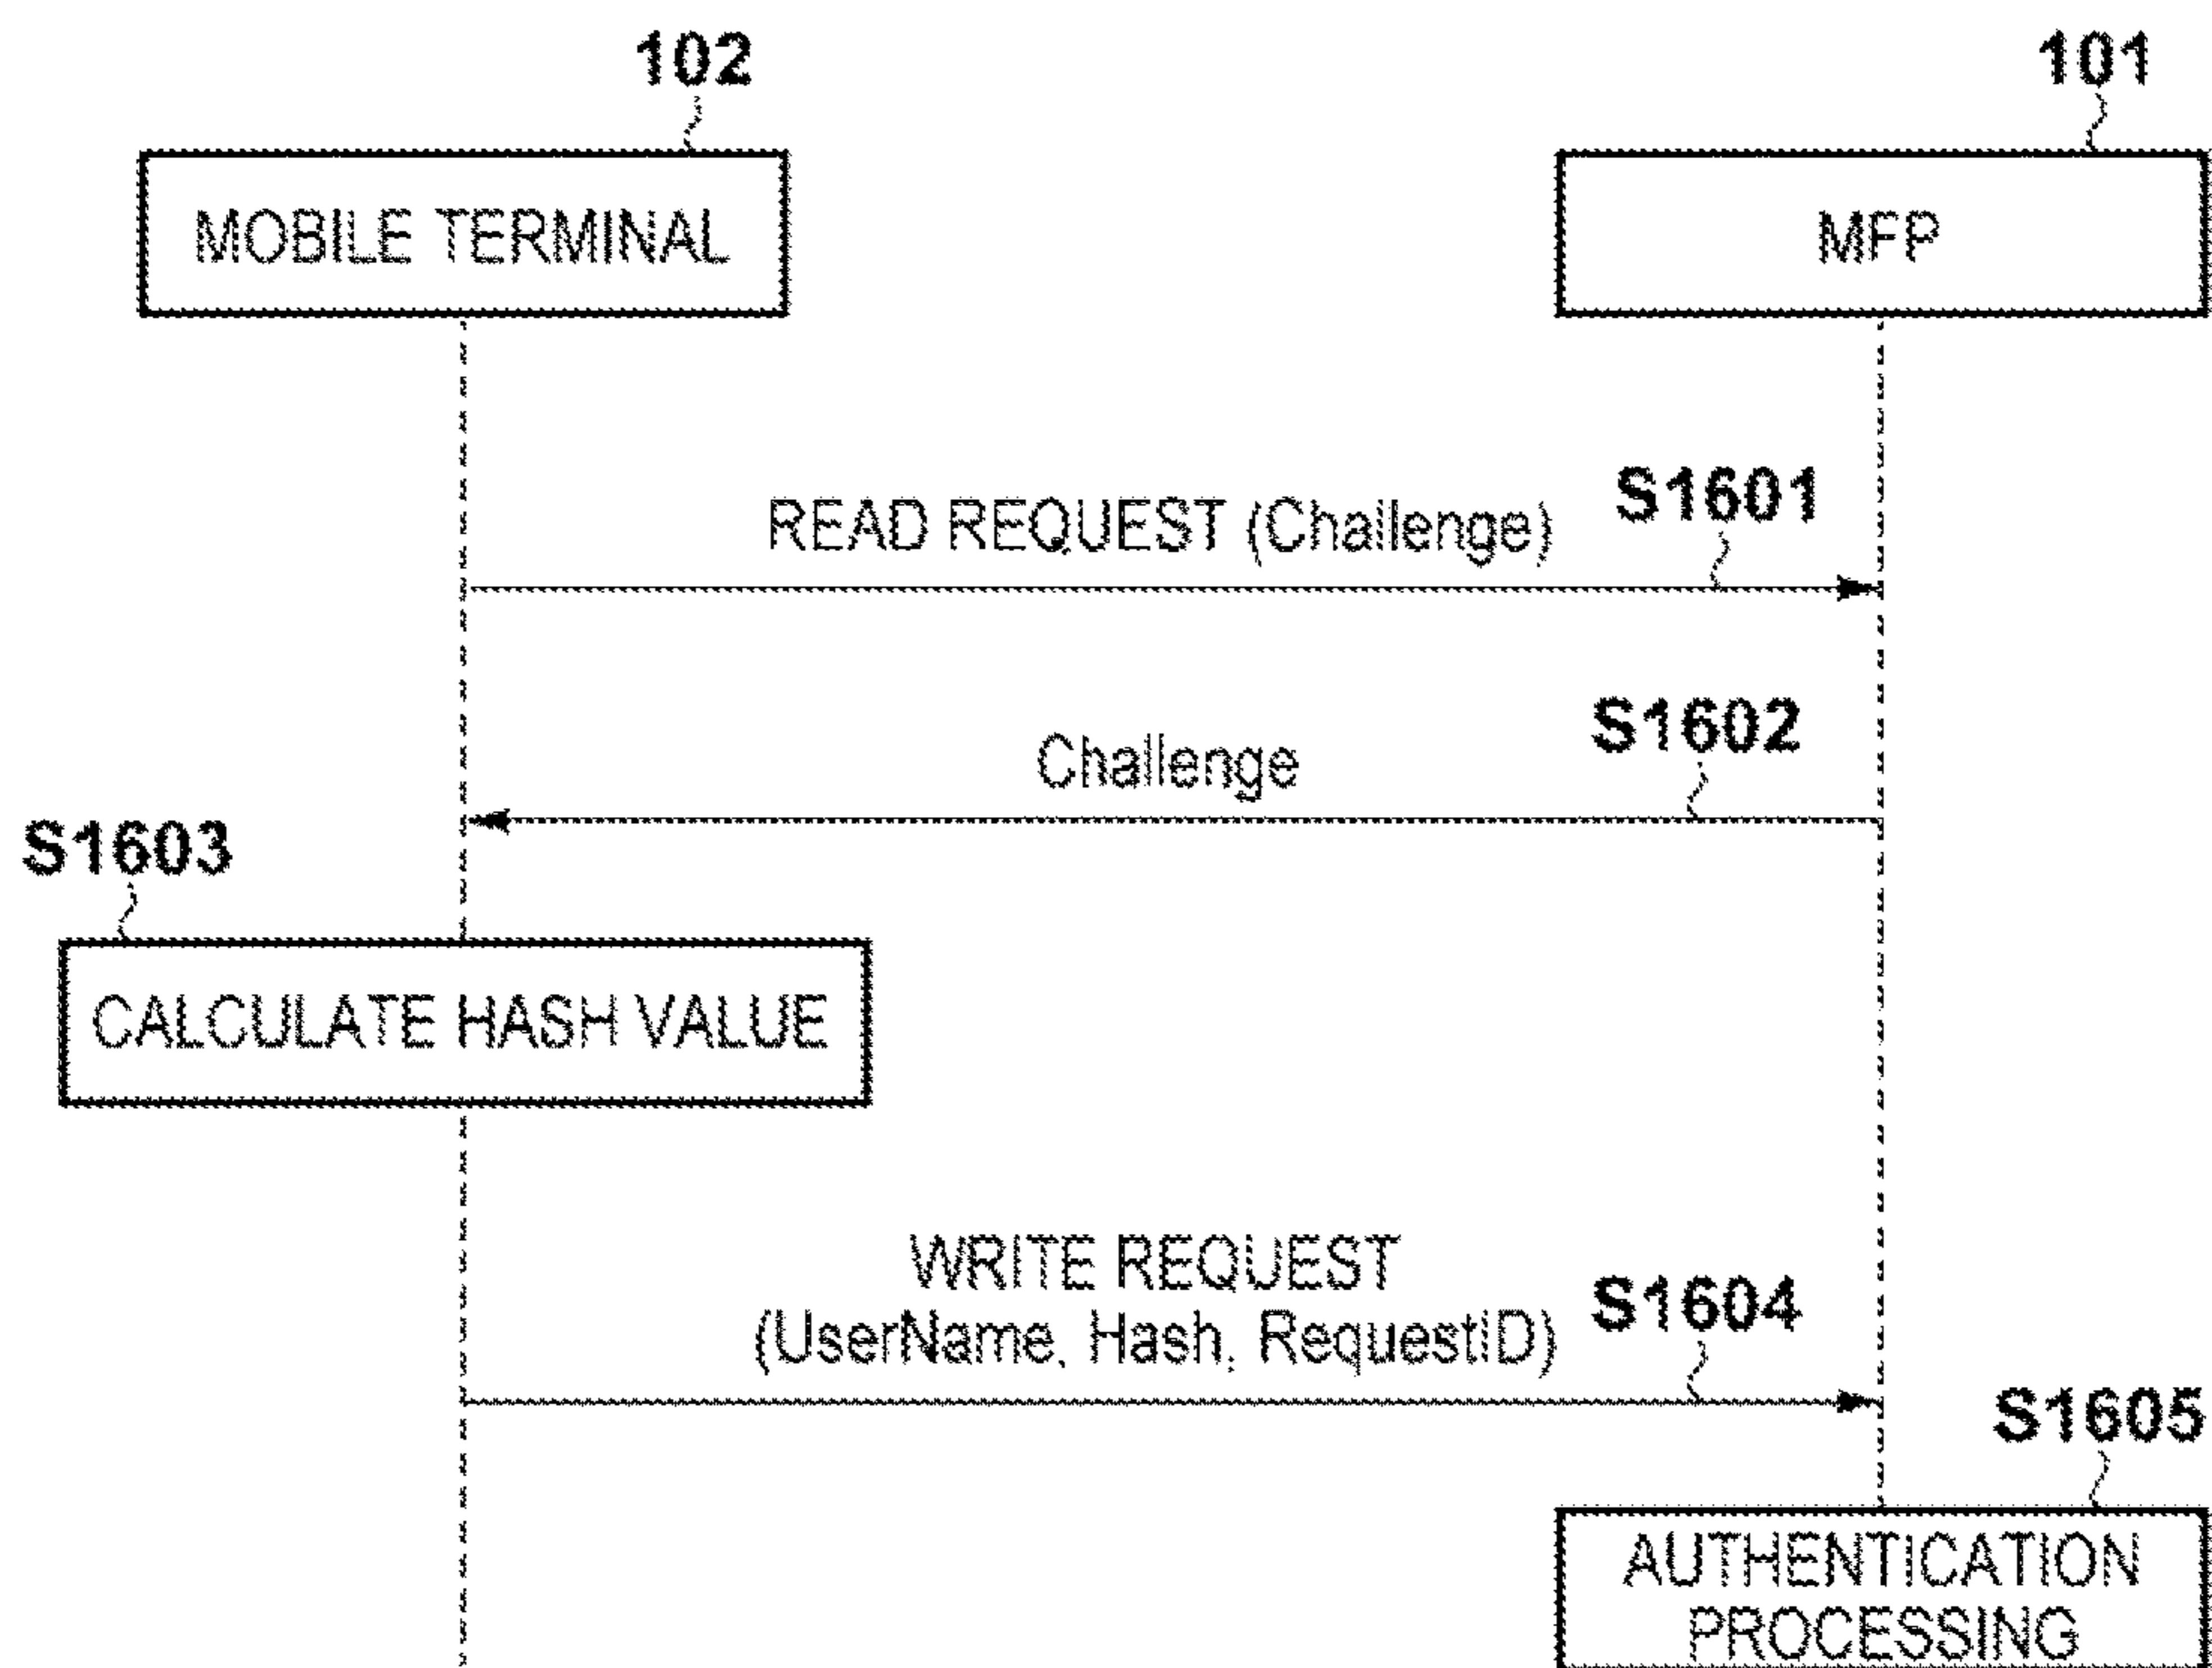 102
101
MOBILE TERMINAL
MFP
S1601
READ REQUEST (Challenge)
S1602
Challenge
S1603
CALCULATE HASH VALUE
WRITE REQUEST
(UserName, Hash, RequestID)
S1604
S1605
AUTHENTICATION
PROCESSING